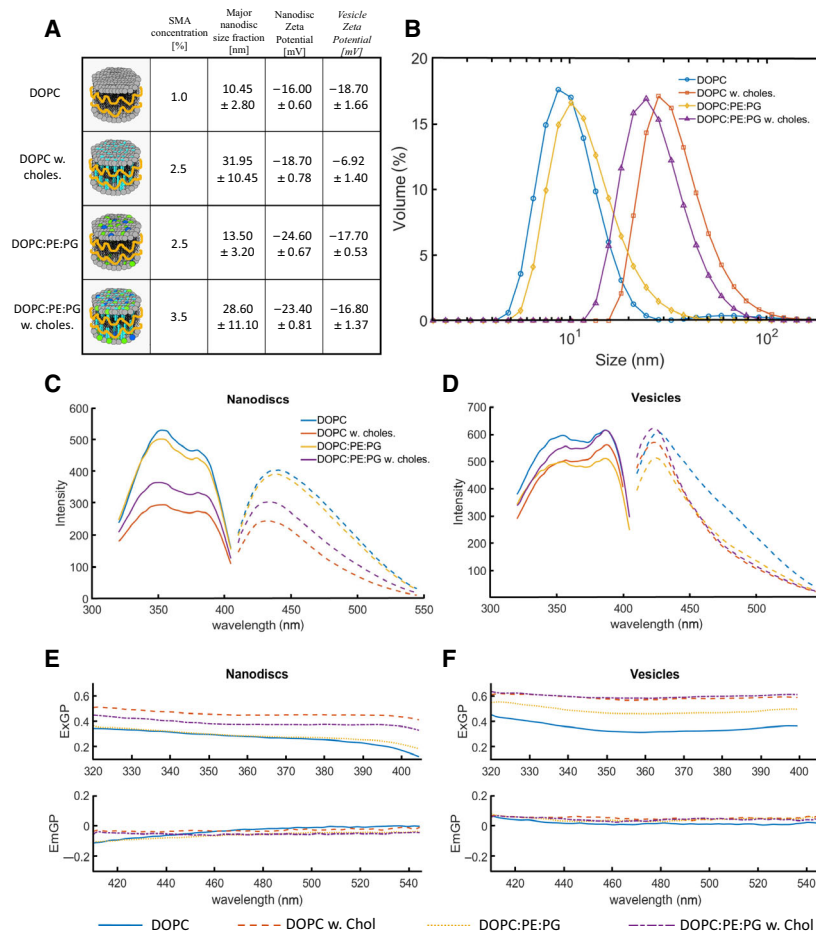 A
SMA concentration [%]
Major nanodisc size fraction [nm]
Nanodisc Zeta Potential [mV]
Vesicle Zeta Potential [mV]
DOPC
1.0
10.45 ± 2.80
−16.00 ± 0.60
−18.70 ± 1.66
DOPC w. choles.
2.5
31.95 ± 10.45
−18.70 ± 0.78
−6.92 ± 1.40
DOPC:PE:PG
2.5
13.50 ± 3.20
−24.60 ± 0.67
−17.70 ± 0.53
DOPC:PE:PG w. choles.
3.5
28.60 ± 11.10
−23.40 ± 0.81
−16.80 ± 1.37
B
20
15
10
5
0
Volume (%)
DOPC
DOPC w. choles.
DOPC:PE:PG
DOPC:PE:PG w. choles.
10¹
10²
Size (nm)
C
Nanodiscs
600
500
400
300
200
100
0
Intensity
DOPC
DOPC w. choles.
DOPC:PE:PG
DOPC:PE:PG w. choles.
300 350 400 450 500 550
wavelength (nm)
D
Vesicles
700
600
500
400
300
200
100
Intensity
300 400 500
wavelength (nm)
E
Nanodiscs
0.6
0.4
0.2
ExGP
320 330 340 350 360 370 380 390 400
0.2
0
−0.2
EmGP
420 440 460 480 500 520 540
wavelength (nm)
F
Vesicles
0.6
0.4
0.2
ExGP
320 330 340 350 360 370 380 390 400
0.2
0
−0.2
EmGP
420 440 460 480 500 520 540
wavelength (nm)
DOPC
DOPC w. Chol
DOPC:PE:PG
DOPC:PE:PG w. Chol